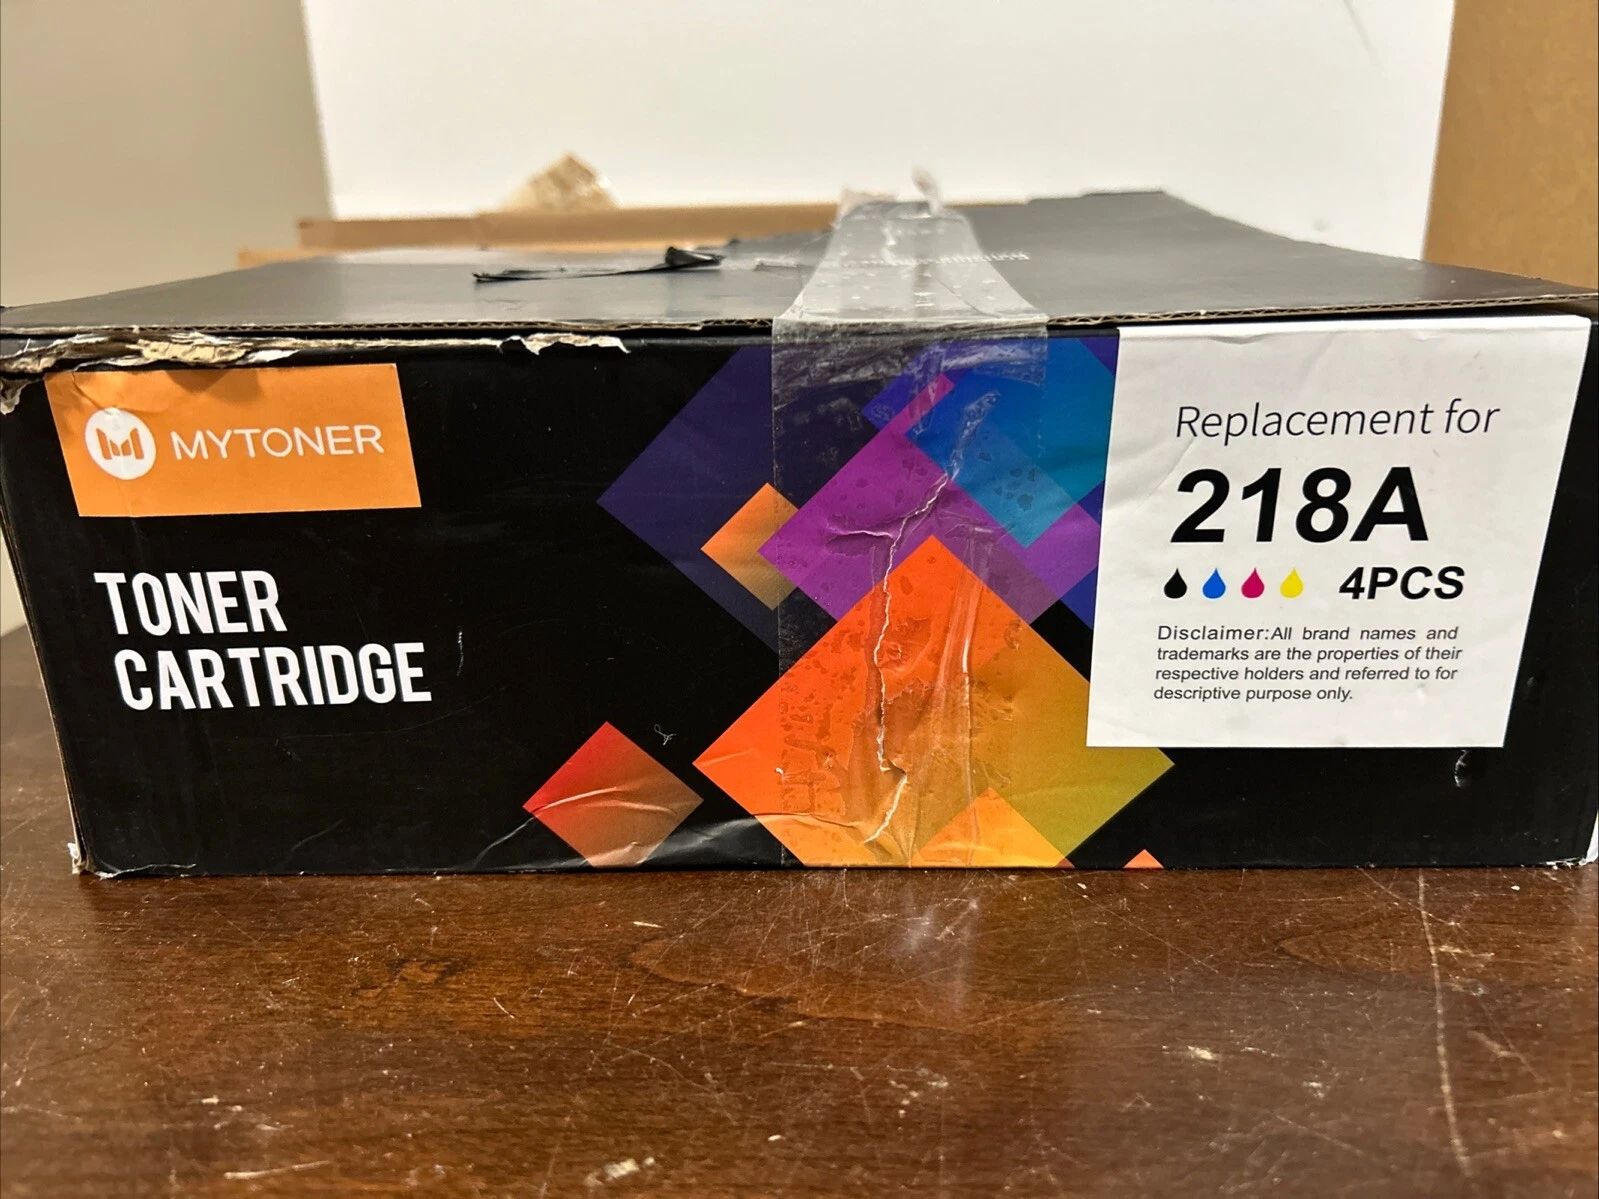 MYTONER
TONER
CARTRIDGE
Replacement for
218A
4PCS
Disclaimer:All brand names and
trademarks are the properties of their
respective holders and referred to for
descriptive purpose only.